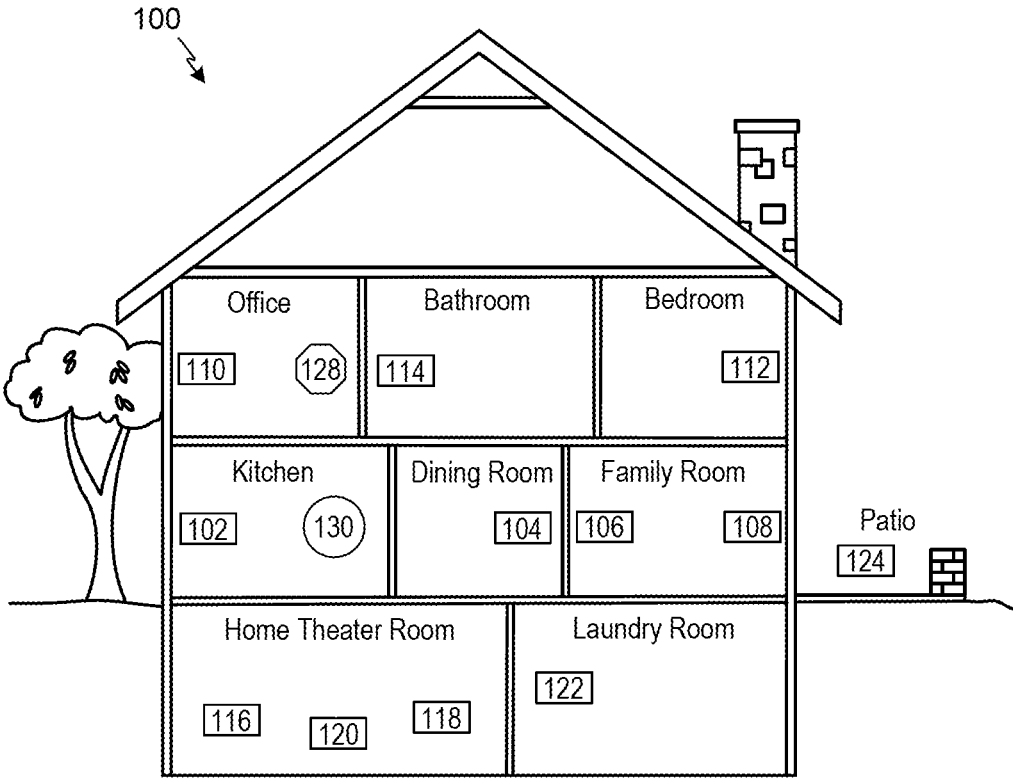 100
Office
Bathroom
Bedroom
110
128
114
112
Kitchen
Dining Room
Family Room
102
130
104
106
108
Patio
124
Home Theater Room
Laundry Room
116
120
118
122